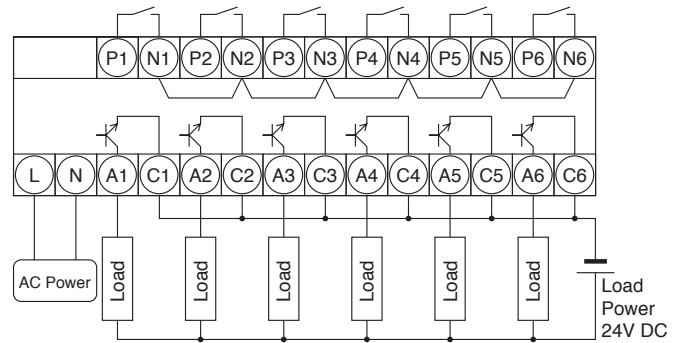 P1 N1 P2 N2 P3 N3 P4 N4 P5 N5 P6 N6
L N A1 C1 A2 C2 A3 C3 A4 C4 A5 C5 A6 C6
AC Power
Load Load Load Load Load Load
Load
Power
24V DC